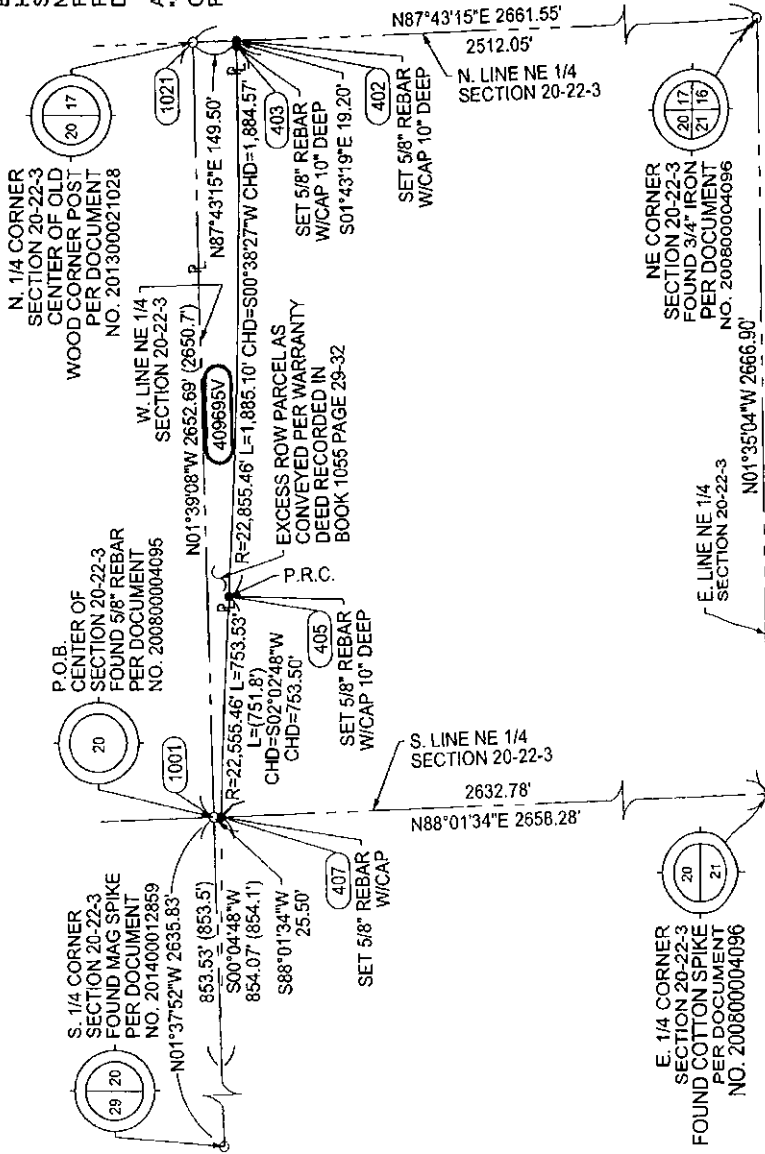 N. 1/4 CORNER
SECTION 20-22-3
CENTER OF OLD
WOOD CORNER POST
PER DOCUMENT
NO. 201300021028
20 17
1021
N87°43'15"E 149.50'
403
SET 5/8" REBAR
W/CAP 10" DEEP
S01°43'19"E 19.20'
402
SET 5/8" REBAR
W/CAP 10" DEEP
N87°43'15"E 2661.55'
2512.05'
N. LINE NE 1/4
SECTION 20-22-3
20 17
21 16
NE CORNER
SECTION 20-22-3
FOUND 3/4" IRON
PER DOCUMENT
NO. 200800004096
W. LINE NE 1/4
SECTION 20-22-3
N01°39'08"W 2652.69' (2650.7')
409695V
R=22,855.46' L=1,885.10' CHD=S00°38'27"W CHD=1,884.57'
EXCESS ROW PARCEL AS
CONVEYED PER WARRANTY
DEED RECORDED IN
BOOK 1055 PAGE 29-32
P.R.C.
405
SET 5/8" REBAR
W/CAP 10" DEEP
N01°35'04"W 2666.90'
E. LINE NE 1/4
SECTION 20-22-3
P.O.B.
CENTER OF
SECTION 20-22-3
FOUND 5/8" REBAR
PER DOCUMENT
NO. 200800004095
20
1001
R=22,555.46' L=753.53'
L=(751.8')
CHD=S02°02'48"W
CHD=753.50'
S. LINE NE 1/4
SECTION 20-22-3
2632.78'
N88°01'34"E 2658.28'
S. 1/4 CORNER
SECTION 20-22-3
FOUND MAG SPIKE
PER DOCUMENT
NO. 201400012859
29 20
N01°37'52"W 2635.83'
853.53' (853.5')
S00°04'48"W
854.07' (854.1')
S88°01'34"W
25.50'
407
SET 5/8" REBAR
W/CAP
E. 1/4 CORNER
SECTION 20-22-3
FOUND COTTON SPIKE
PER DOCUMENT
NO. 200800004096
20
21